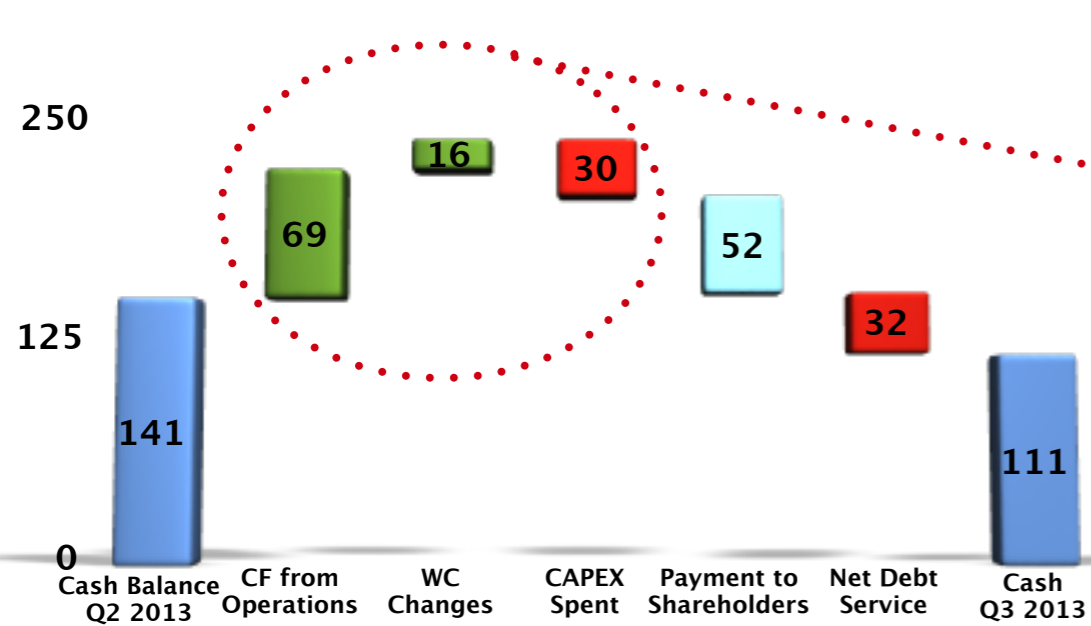 250
125
0
141
69
16
30
52
32
111
Cash Balance
Q2 2013
CF from
Operations
WC
Changes
CAPEX
Spent
Payment to
Shareholders
Net Debt
Service
Cash
Q3 2013